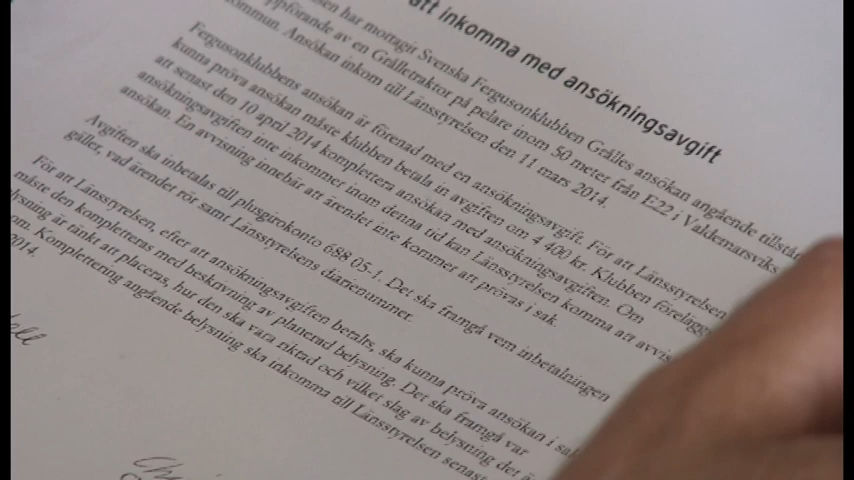 att inkomma med ansökningsavgift
har mottagit Svenska Fergusonklubben Grålles ansökan angående tillstånd
uppförande av en Grålletraktor på pelare inom 50 meter från E22 i Valdemarsviks
kommun. Ansökan inkom till Länsstyrelsen den 11 mars 2014.
Fergusonklubbens ansökan är förenad med en ansökningsavgift. För att Länsstyrelsen
kunna pröva ansökan måste klubben betala in avgiften om 4 400 kr. Klubben föreläggs
att senast den 10 april 2014 komplettera ansökan med ansökningsavgiften. Om
ansökningsavgiften inte inkommer inom denna tid kan Länsstyrelsen komma att avvis
ansökan. En avvisning innebär att ärendet inte kommer att prövas i sak.
Avgiften ska inbetalas till plusgirokonto 688 05-1. Det ska framgå vem inbetalningen
gäller, vad ärendet rör samt Länsstyrelsens diarienummer.
För att Länsstyrelsen, efter att ansökningsavgiften betalts, ska kunna pröva ansökan i sak
måste den kompletteras med beskrivning av planerad belysning. Det ska framgå var
lysning är tänkt att placeras, hur den ska vara riktad och vilket slag av belysning det ä
om. Komplettering angående belysning ska inkomma till Länsstyrelsen senast
2014.